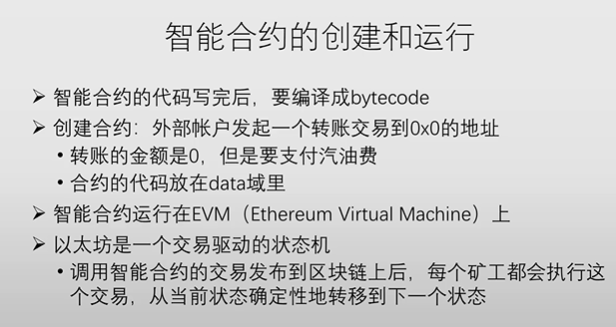 智能合约的创建和运行
➢ 智能合约的代码写完后，要编译成bytecode
➢ 创建合约：外部帐户发起一个转账交易到0x0的地址
• 转账的金额是0，但是要支付汽油费
• 合约的代码放在data域里
➢ 智能合约运行在EVM（Ethereum Virtual Machine）上
➢ 以太坊是一个交易驱动的状态机
• 调用智能合约的交易发布到区块链上后，每个矿工都会执行这
个交易，从当前状态确定性地转移到下一个状态